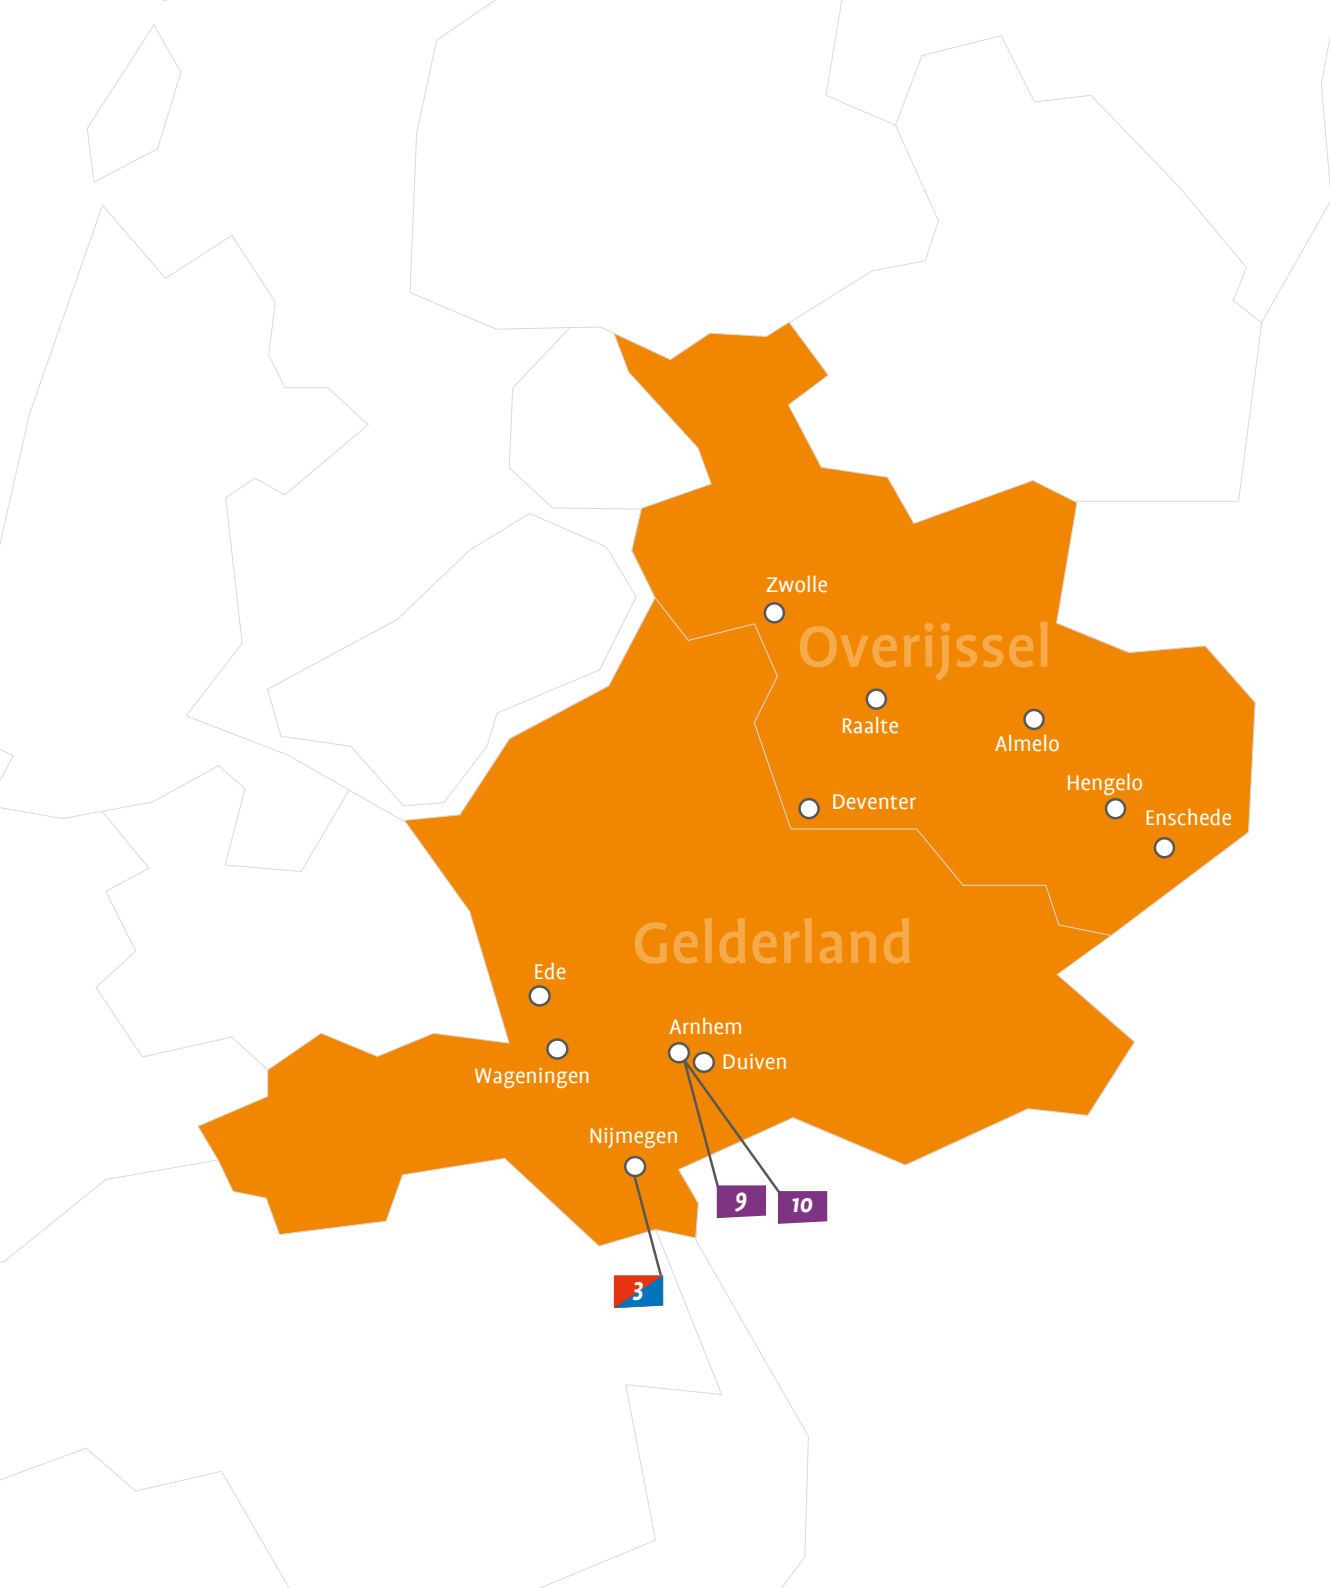 Zwolle
Overijssel
Raalte
Almelo
Hengelo
Deventer
Enschede
Gelderland
Ede
Arnhem
Duiven
Wageningen
Nijmegen
9
10
3